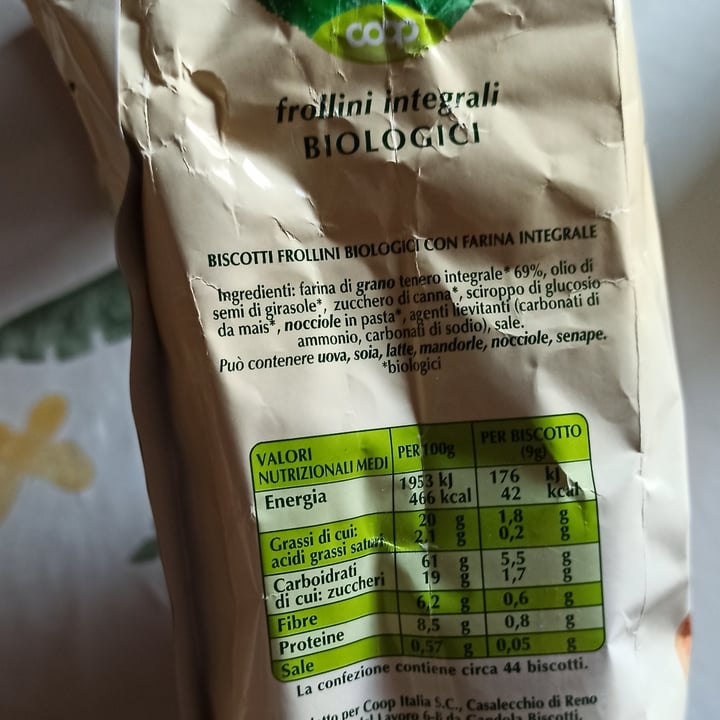 coop
frollini integrali
BIOLOGICI
BISCOTTI FROLLINI BIOLOGICI CON FARINA INTEGRALE
Ingredienti: farina di grano tenero integrale* 69%, olio di
semi di girasole*, zucchero di canna*, sciroppo di glucosio
da mais*, nocciole in pasta*, agenti lievitanti (carbonati di
ammonio, carbonati di sodio), sale.
Può contenere uova, soia, latte, mandorle, nocciole, senape.
*biologici
VALORI NUTRIZIONALI MEDI PER 100g PER BISCOTTO (9g)
Energia 1953 kJ 176 kJ
466 kcal 42 kcal
Grassi di cui: 20 g 1,8 g
acidi grassi saturi 2,1 g 0,2 g
Carboidrati 61 g 5,5 g
di cui: zuccheri 19 g 1,7 g
Fibre 6,2 g 0,6 g
Proteine 8,5 g 0,8 g
Sale 0,57 g 0,05 g
La confezione contiene circa 44 biscotti.
per Coop Italia S.C., Casalecchio di Reno
Lavoro Biscotti,